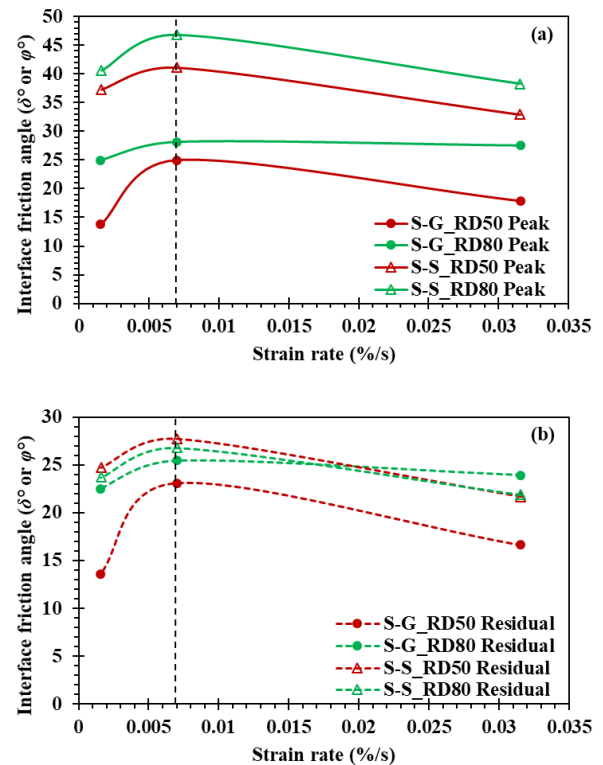 (a)
Interface friction angle (δ° or φ°)
50
45
40
35
30
25
20
15
10
5
0
S-G_RD50 Peak
S-G_RD80 Peak
S-S_RD50 Peak
S-S_RD80 Peak
0 0.005 0.01 0.015 0.02 0.025 0.03 0.035
Strain rate (%/s)
(b)
Interface friction angle (δ° or φ°)
30
25
20
15
10
5
0
S-G_RD50 Residual
S-G_RD80 Residual
S-S_RD50 Residual
S-S_RD80 Residual
0 0.005 0.01 0.015 0.02 0.025 0.03 0.035
Strain rate (%/s)